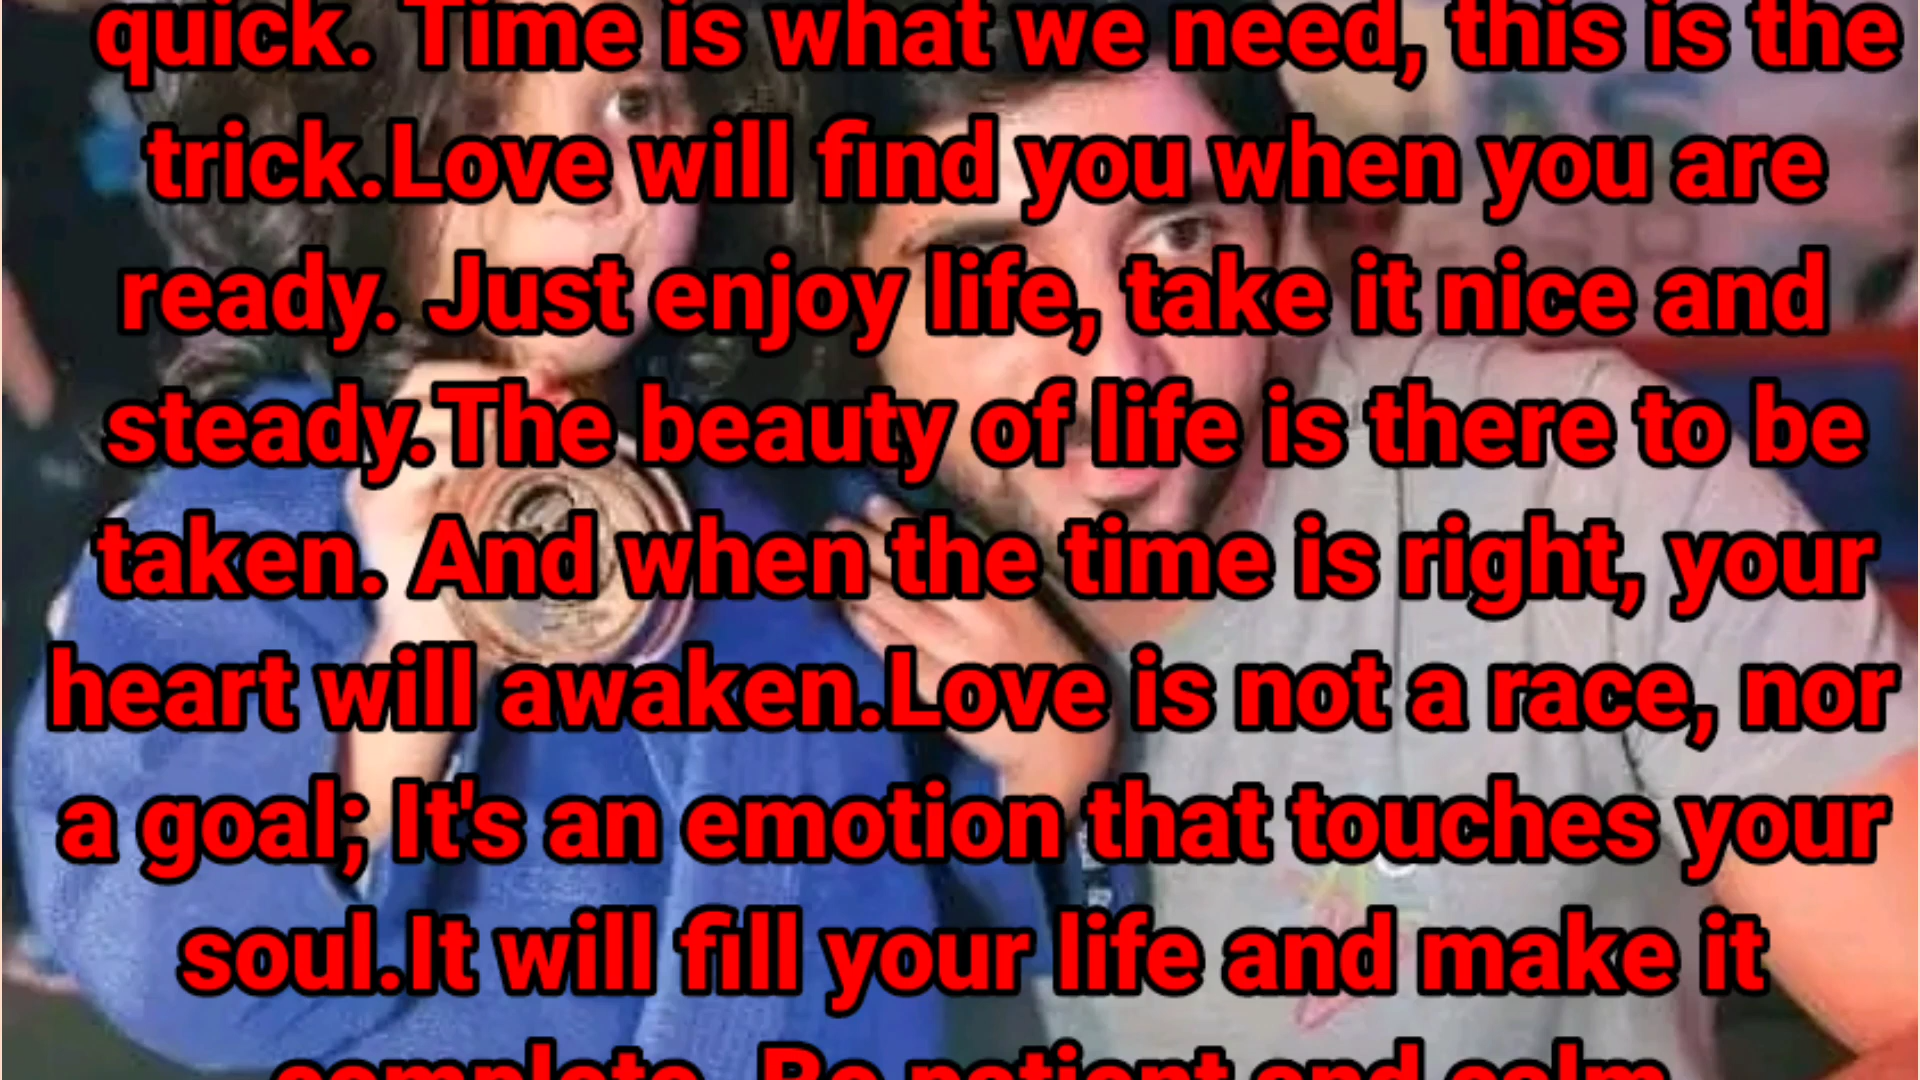 quick. Time is what we need, this is the
trick.Love will find you when you are
ready. Just enjoy life, take it nice and
steady.The beauty of life is there to be
taken. And when the time is right, your
heart will awaken.Love is not a race, nor
a goal; It's an emotion that touches your
soul.It will fill your life and make it
complete. Be patient and calm